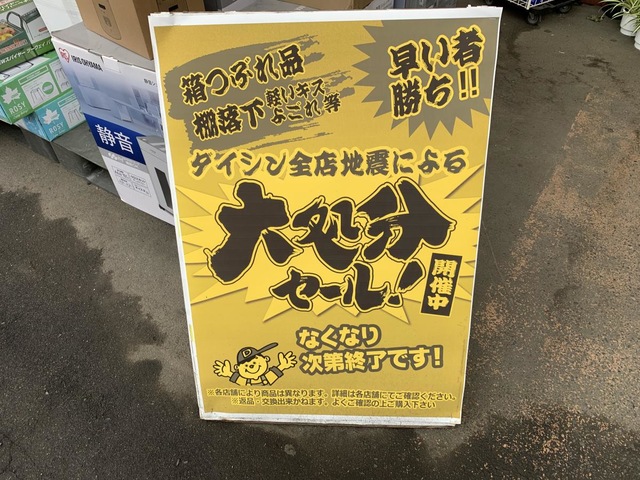 箱つぶれ品
棚落下 軽いキズ
よごれ等
早い者
勝ち!!
ダイシン全店地震による
大処分
セール!
開催中
なくなり
次第終了です!
※各店舗により商品は異なります。詳細は各店舗にてご確認ください。
※返品・交換出来かねます。よくご確認の上ご購入下さい
IRIS OHYAMA
静音
ROSY
ROSY